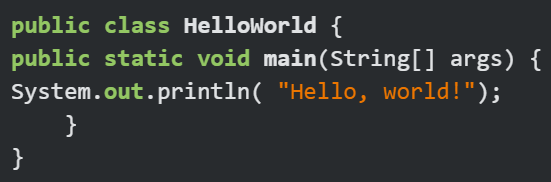 public class HelloWorld {
public static void main(String[] args) {
System.out.println( "Hello, world!");
    }
}